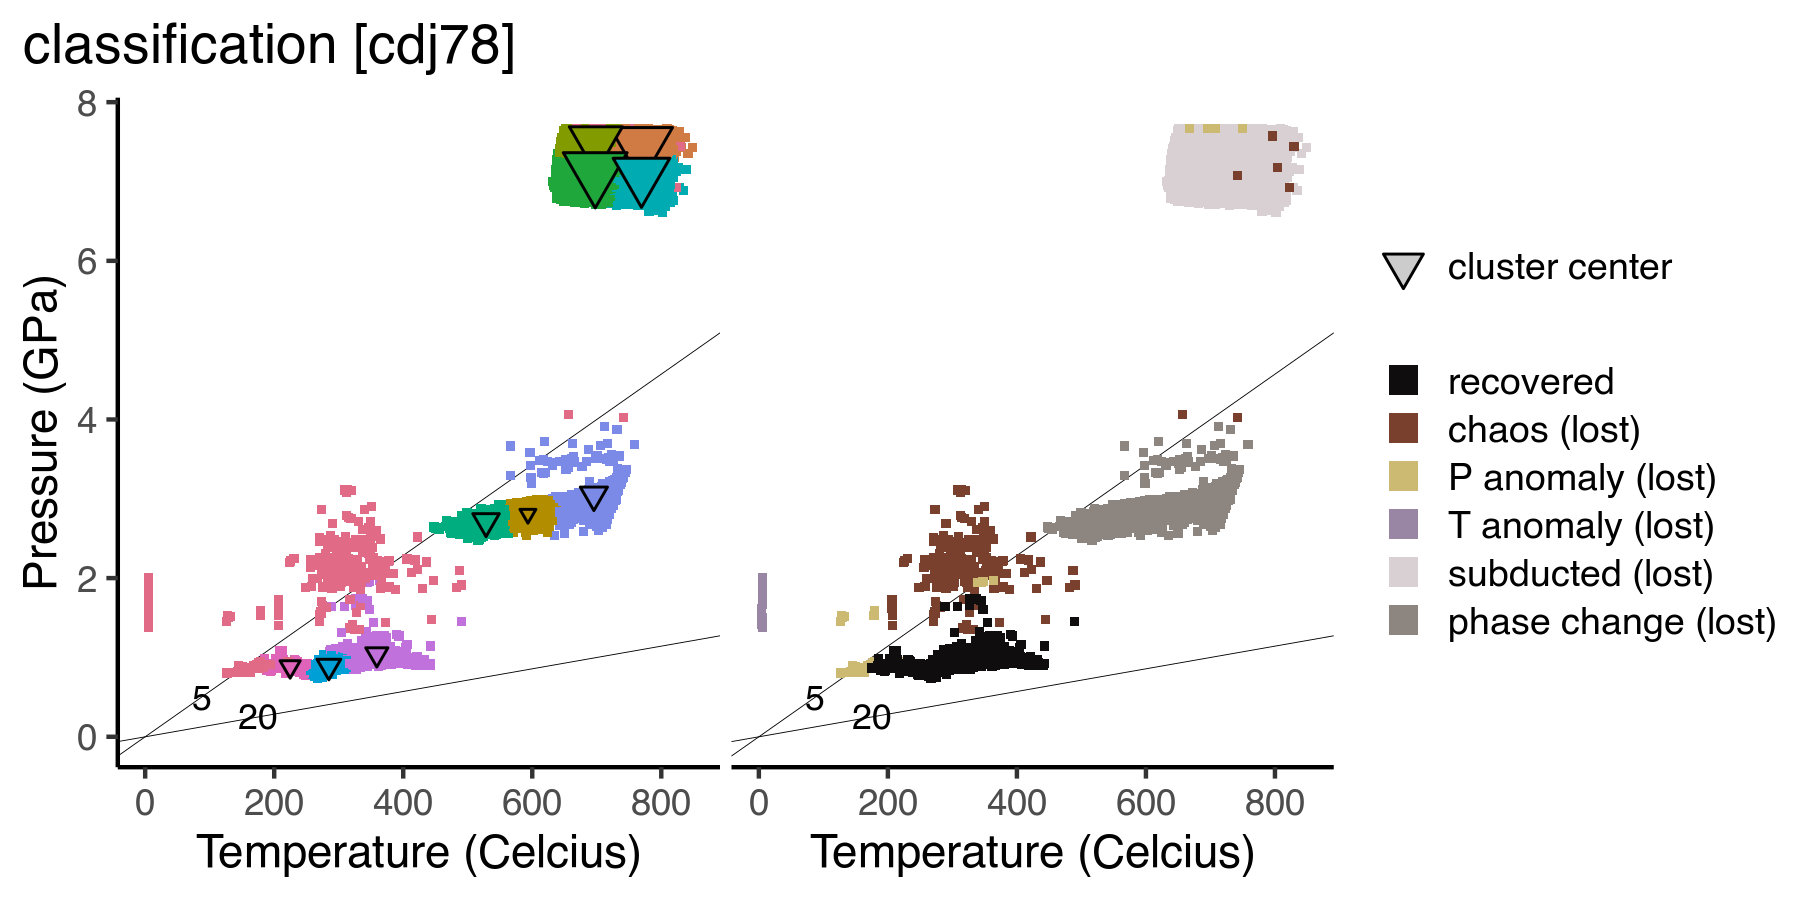 classification [cdj78]
8
6
4
2
0
Pressure (GPa)
5
20
5
20
0 200 400 600 800
0 200 400 600 800
Temperature (Celcius)
Temperature (Celcius)
cluster center
recovered
chaos (lost)
P anomaly (lost)
T anomaly (lost)
subducted (lost)
phase change (lost)